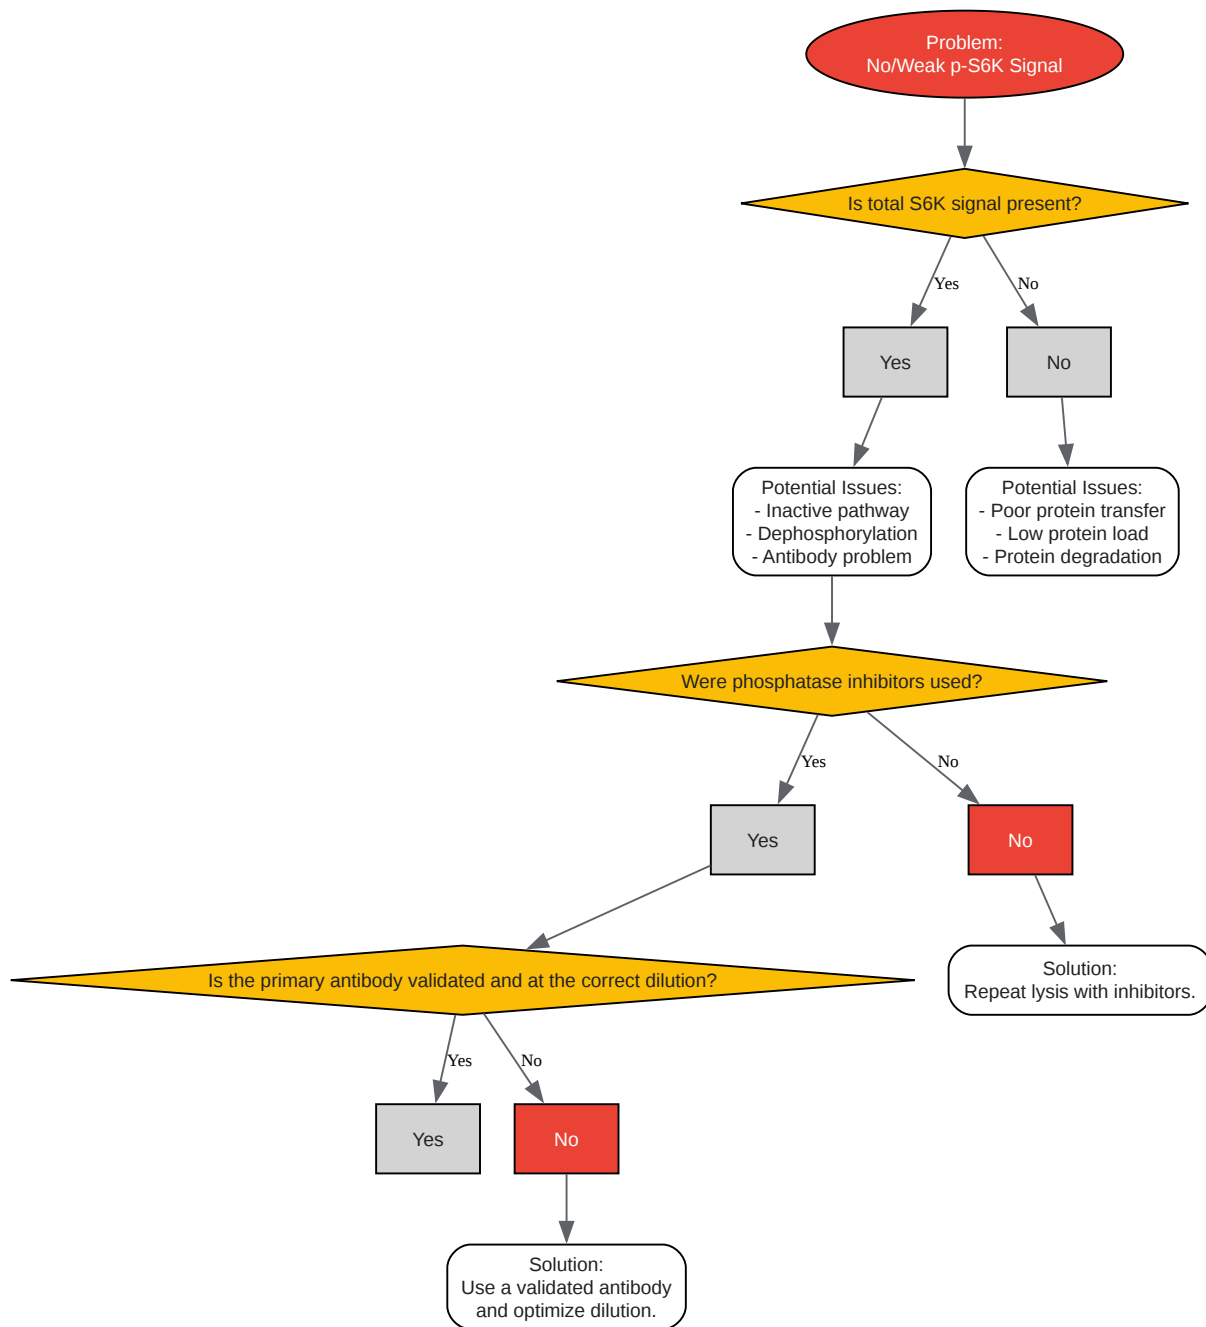 Problem:
No/Weak p-S6K Signal
Is total S6K signal present?
Yes
No
Yes
No
Potential Issues:
- Inactive pathway
- Dephosphorylation
- Antibody problem
Potential Issues:
- Poor protein transfer
- Low protein load
- Protein degradation
Were phosphatase inhibitors used?
Yes
No
Yes
No
Is the primary antibody validated and at the correct dilution?
Solution:
Repeat lysis with inhibitors.
Yes
No
Yes
No
Solution:
Use a validated antibody
and optimize dilution.